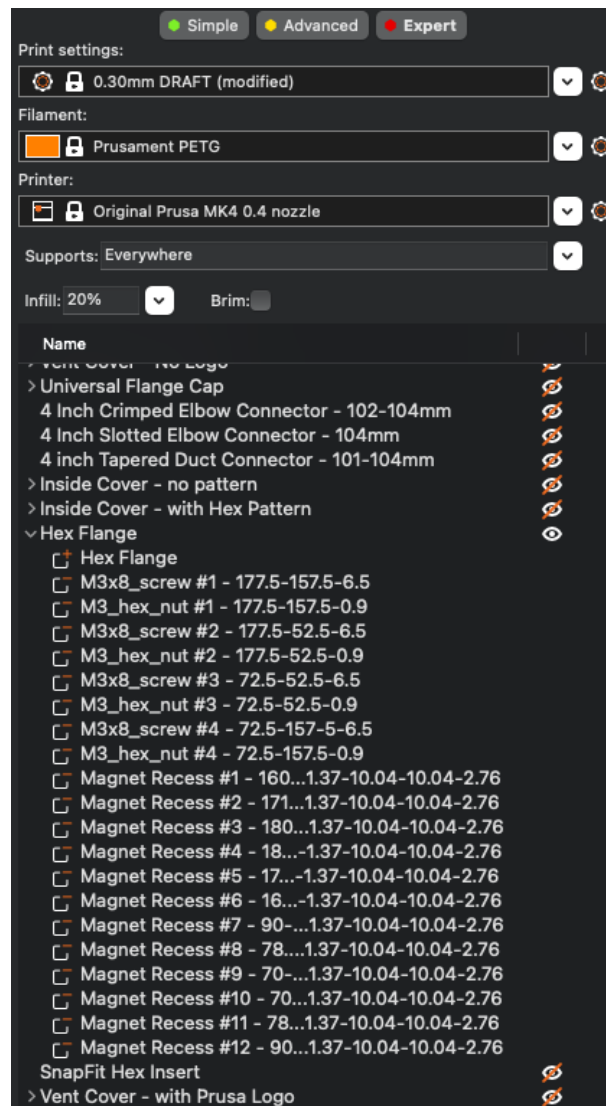 Simple Advanced Expert
Print settings:
0.30mm DRAFT (modified)
Filament:
Prusament PETG
Printer:
Original Prusa MK4 0.4 nozzle
Supports: Everywhere
Infill: 20% Brim:
Name
Vent Cover - No Logo
Universal Flange Cap
4 Inch Crimped Elbow Connector - 102-104mm
4 Inch Slotted Elbow Connector - 104mm
4 inch Tapered Duct Connector - 101-104mm
Inside Cover - no pattern
Inside Cover - with Hex Pattern
Hex Flange
Hex Flange
M3x8_screw #1 - 177.5-157.5-6.5
M3_hex_nut #1 - 177.5-157.5-0.9
M3x8_screw #2 - 177.5-52.5-6.5
M3_hex_nut #2 - 177.5-52.5-0.9
M3x8_screw #3 - 72.5-52.5-6.5
M3_hex_nut #3 - 72.5-52.5-0.9
M3x8_screw #4 - 72.5-157-5-6.5
M3_hex_nut #4 - 72.5-157.5-0.9
Magnet Recess #1 - 160...1.37-10.04-10.04-2.76
Magnet Recess #2 - 171...1.37-10.04-10.04-2.76
Magnet Recess #3 - 180...1.37-10.04-10.04-2.76
Magnet Recess #4 - 18...-1.37-10.04-10.04-2.76
Magnet Recess #5 - 17...-1.37-10.04-10.04-2.76
Magnet Recess #6 - 16...-1.37-10.04-10.04-2.76
Magnet Recess #7 - 90-...1.37-10.04-10.04-2.76
Magnet Recess #8 - 78....1.37-10.04-10.04-2.76
Magnet Recess #9 - 70-...1.37-10.04-10.04-2.76
Magnet Recess #10 - 70...1.37-10.04-10.04-2.76
Magnet Recess #11 - 78...1.37-10.04-10.04-2.76
Magnet Recess #12 - 90...1.37-10.04-10.04-2.76
SnapFit Hex Insert
Vent Cover - with Prusa Logo